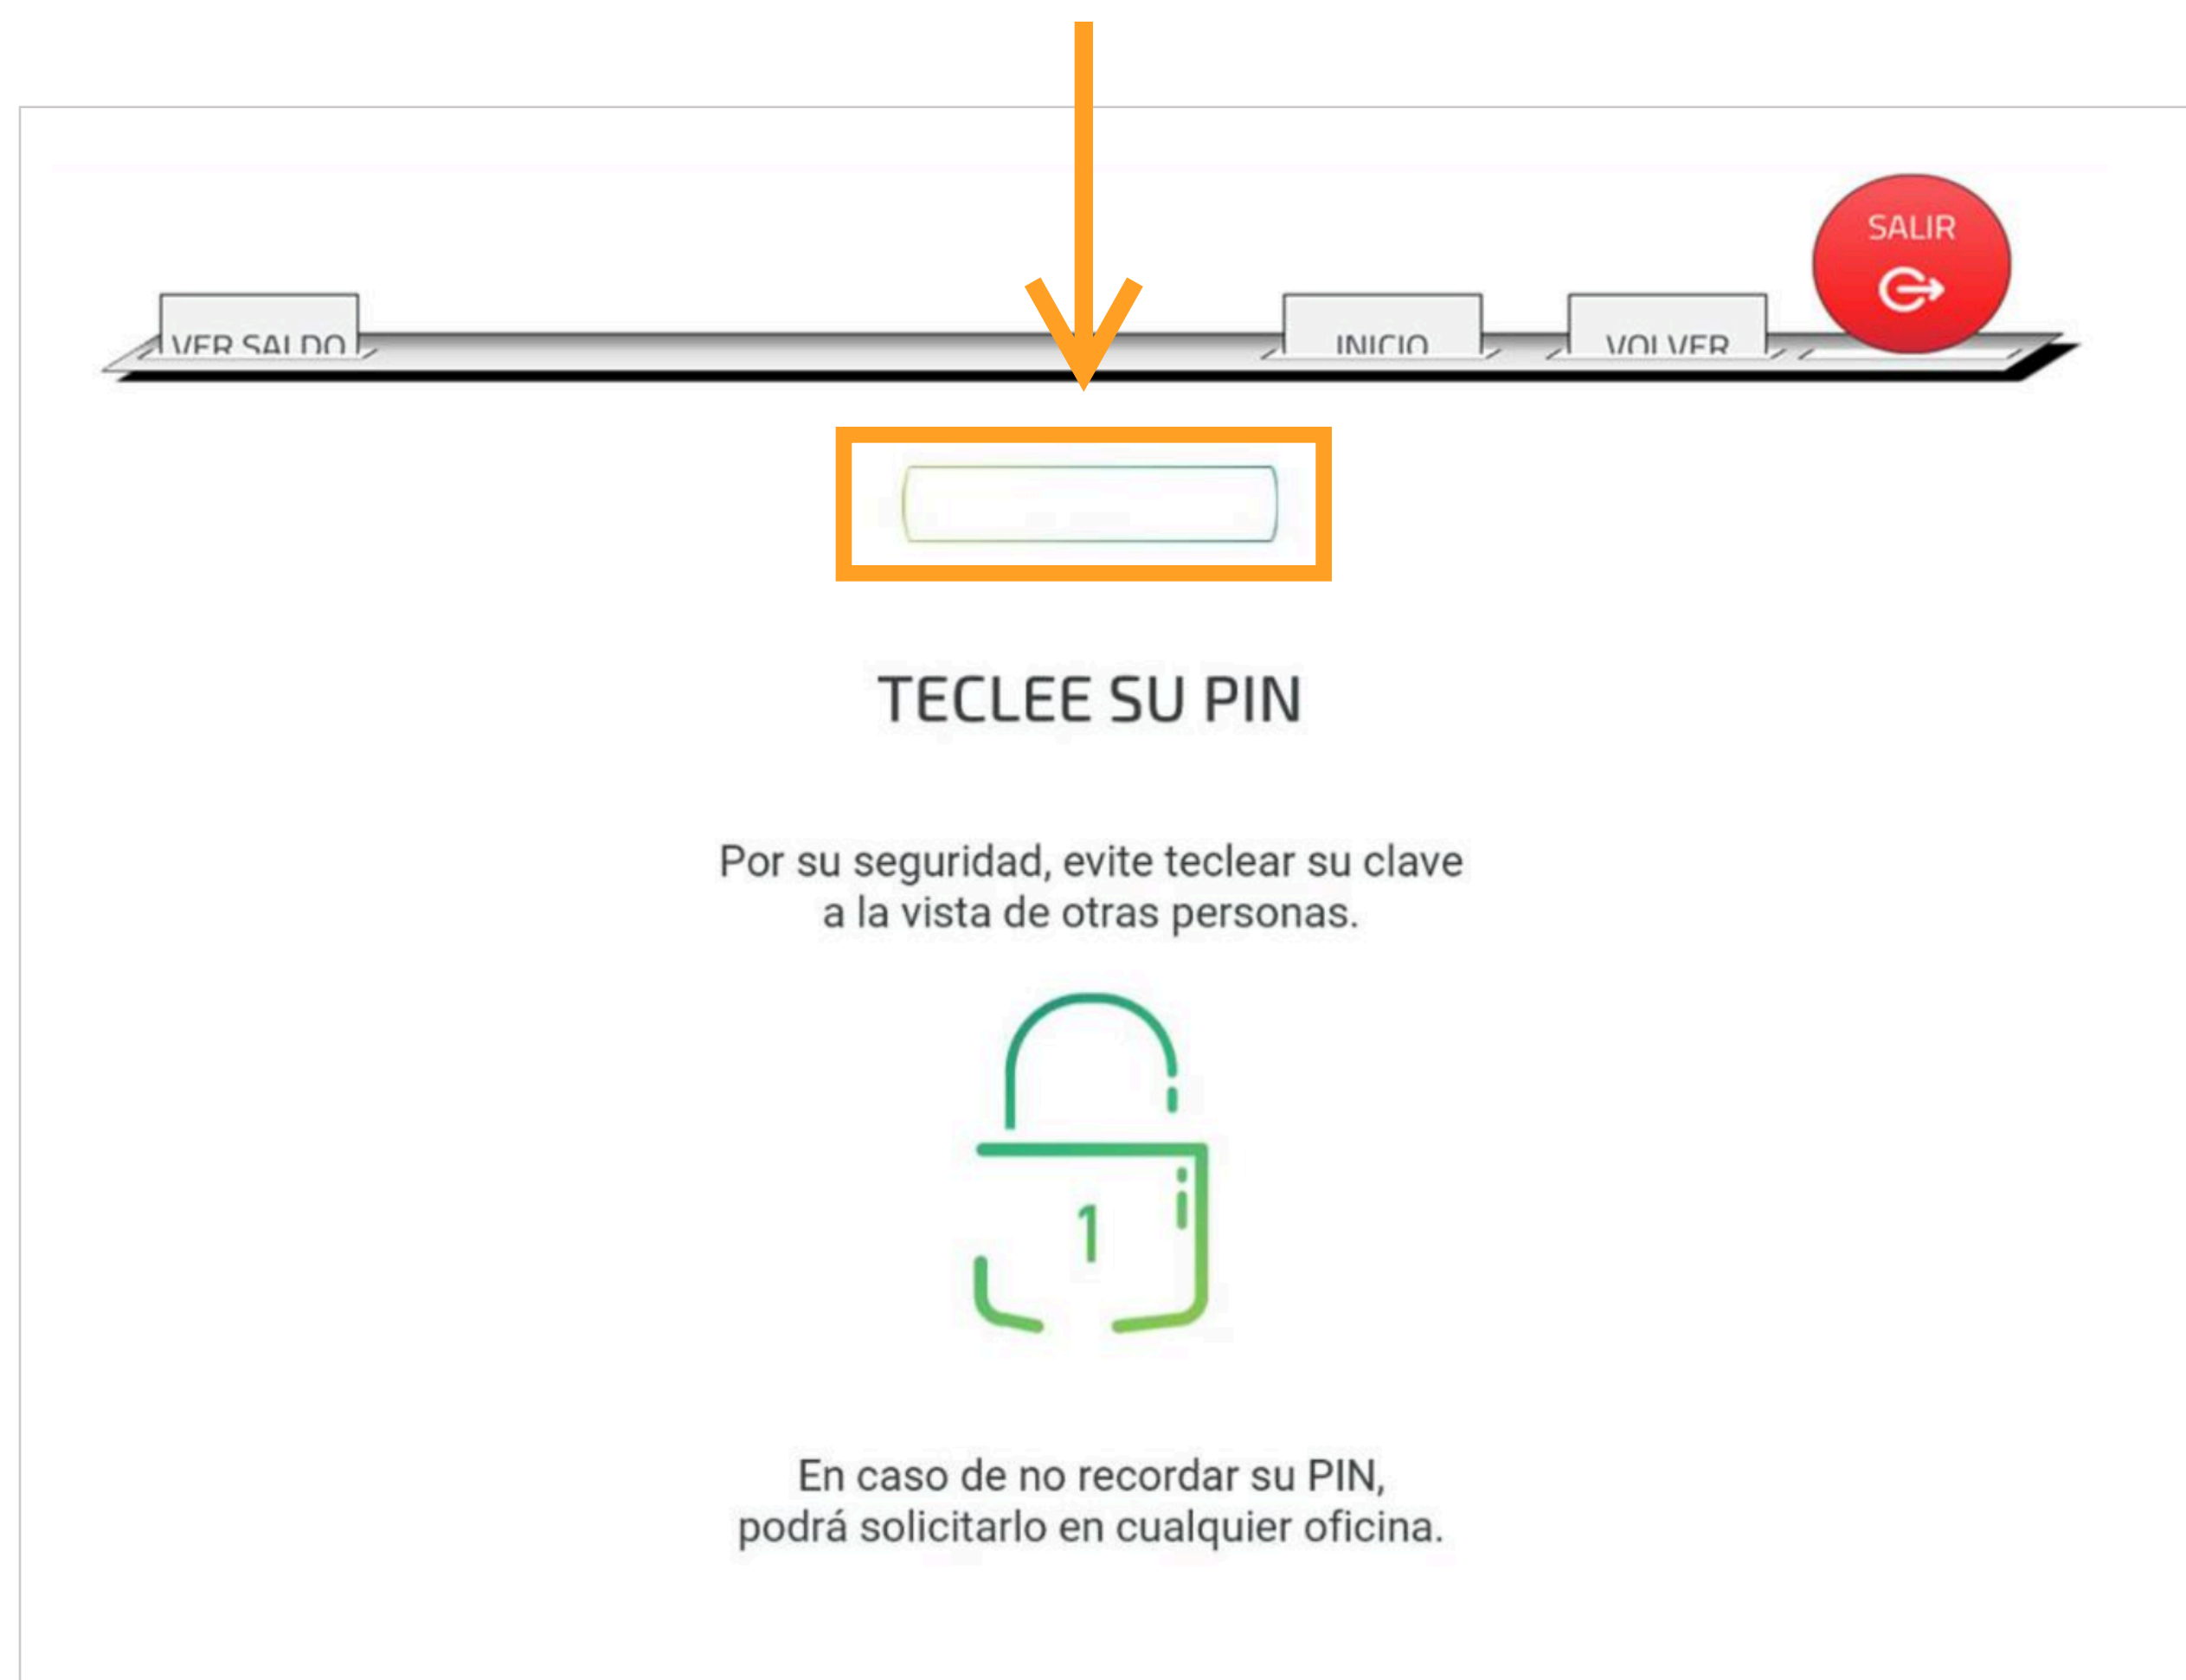 SALIR
VER SALDO
INICIO
VOLVER
TECLEE SU PIN
Por su seguridad, evite teclear su clave
a la vista de otras personas.
1
En caso de no recordar su PIN,
podrá solicitarlo en cualquier oficina.